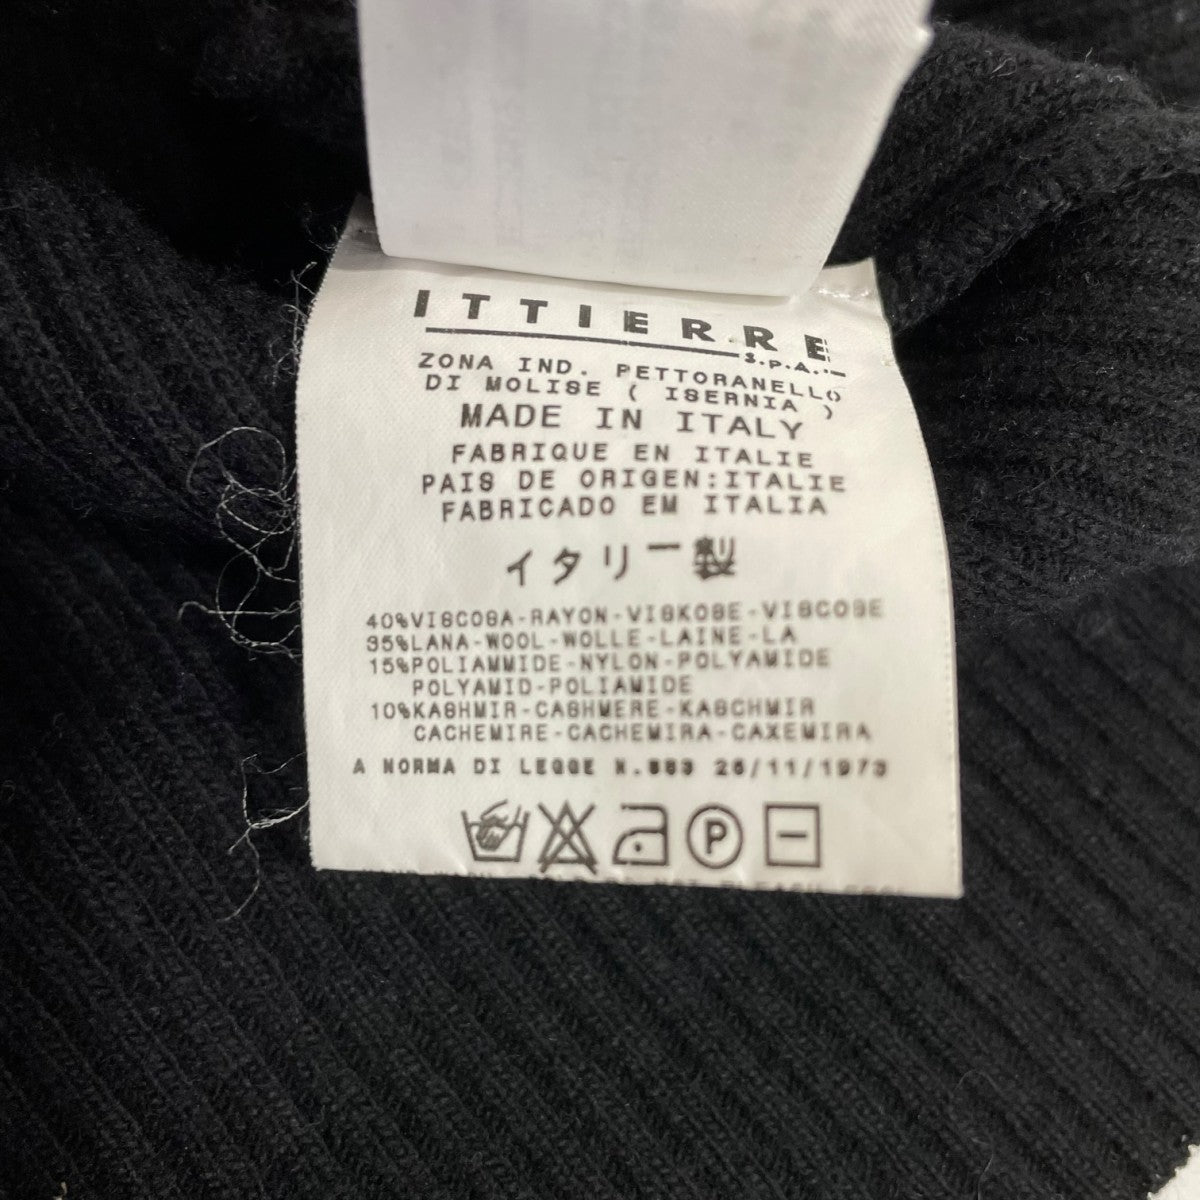 ITTIERRE
S.P.A.
ZONA IND. PETTORANELLO
DI MOLISE ( ISERNIA )
MADE IN ITALY
FABRIQUE EN ITALIE
PAIS DE ORIGEN:ITALIE
FABRICADO EM ITALIA
イタリー製
40%VISCOSA-RAYON-VISKOSE-VISCOSE
35%LANA-WOOL-WOLLE-LAINE-LA
15%POLIAMMIDE-NYLON-POLYAMIDE
POLYAMID-POLIAMIDE
10%KASHMIR-CASHMERE-KASCHMIR
CACHEMIRE-CACHEMIRA-CAXEMIRA
A NORMA DI LEGGE N.883 26/11/1973
P